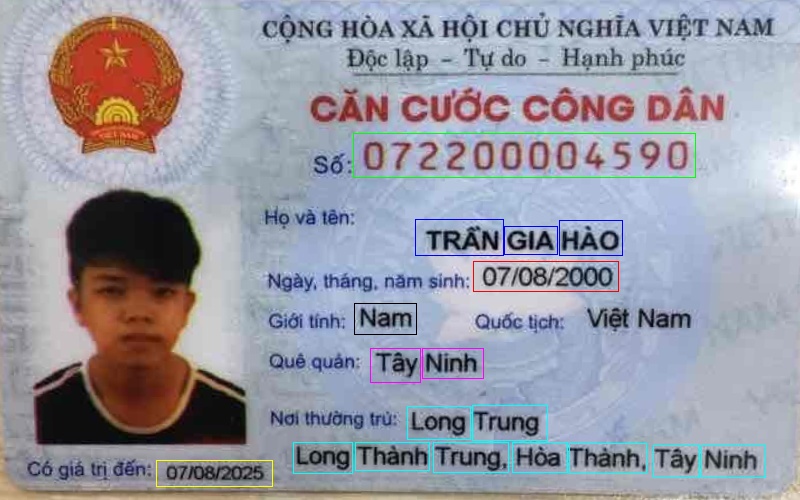 CỘNG HÒA XÃ HỘI CHỦ NGHĨA VIỆT NAM
Độc lập - Tự do - Hạnh phúc
CĂN CƯỚC CÔNG DÂN
Số: 072200004590
Họ và tên:
TRẦN GIA HÀO
Ngày, tháng, năm sinh: 07/08/2000
Giới tính: Nam Quốc tịch: Việt Nam
Quê quán: Tây Ninh
Nơi thường trú: Long Trung
Long Thành Trung, Hòa Thành, Tây Ninh
Có giá trị đến: 07/08/2025